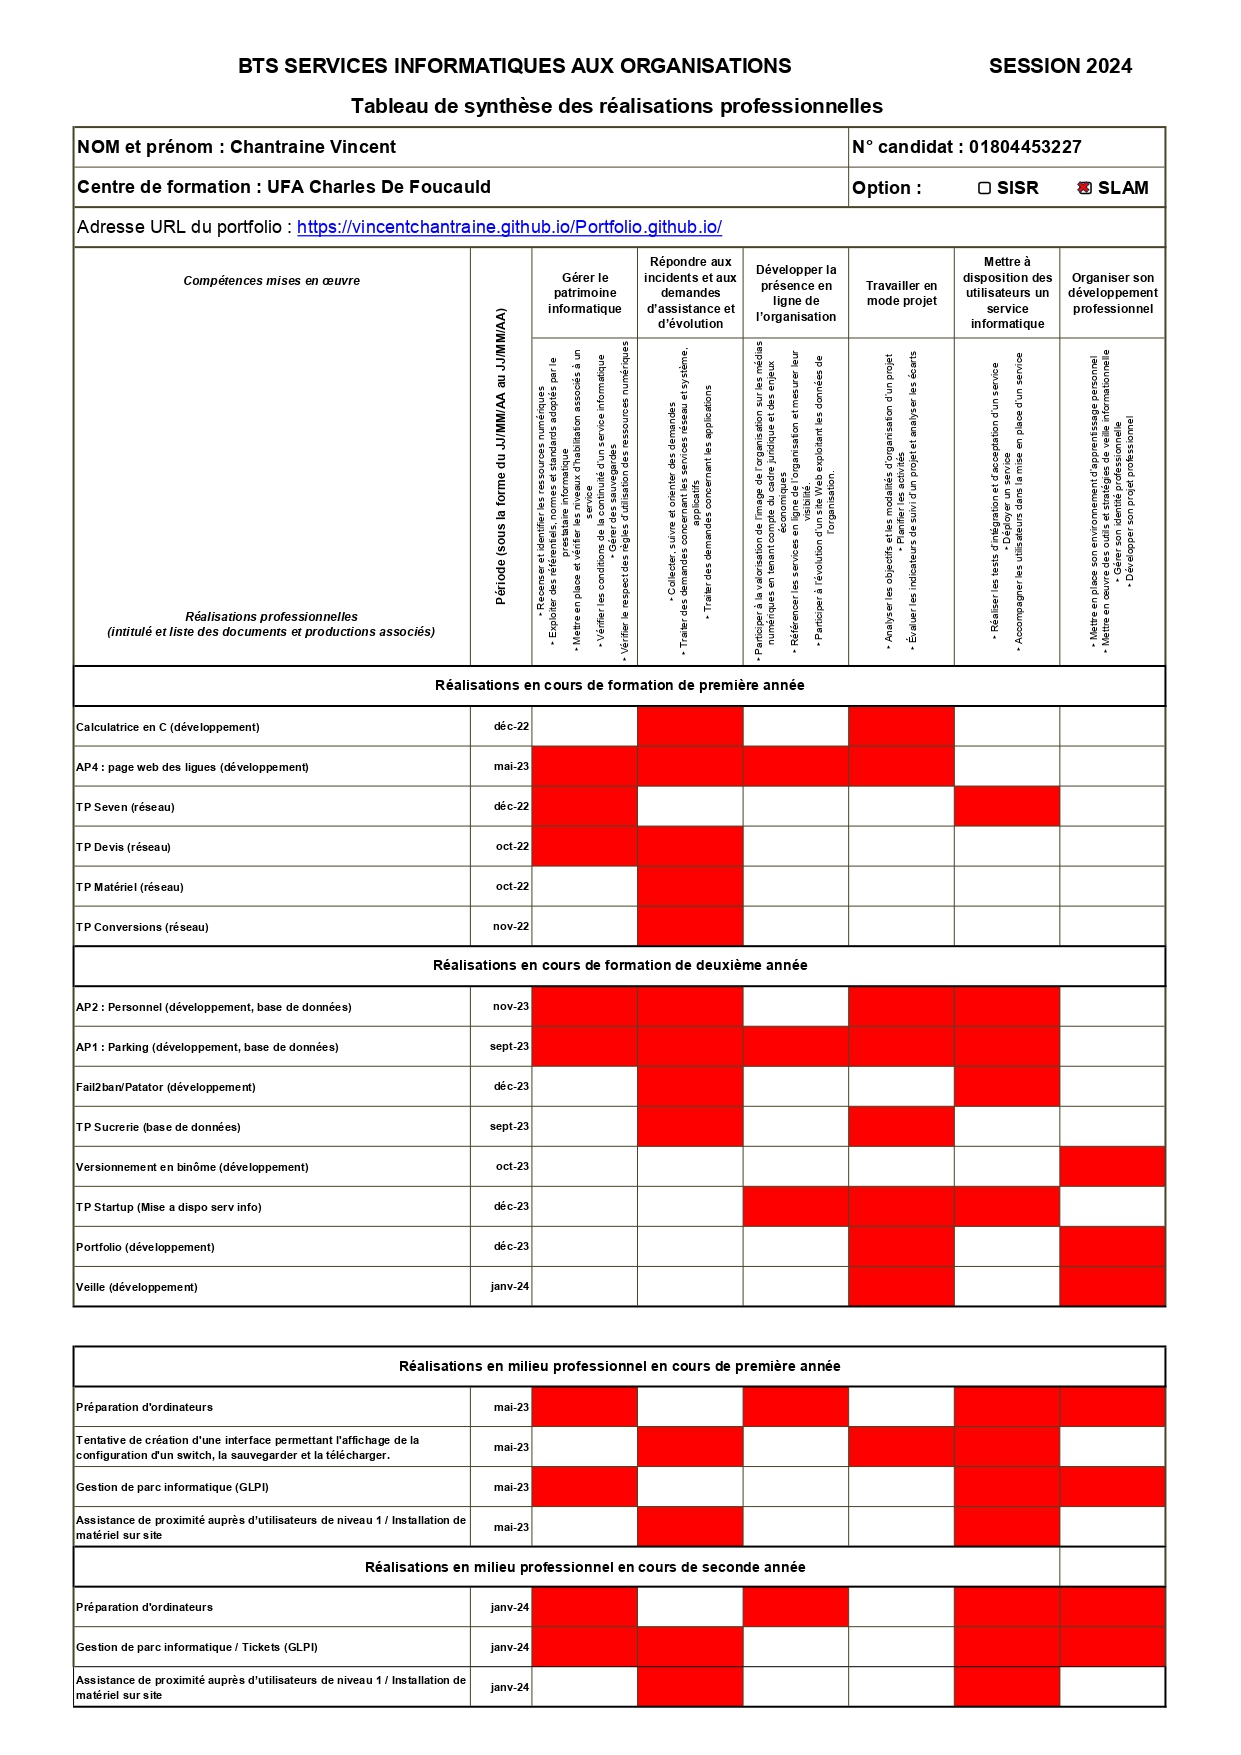 BTS SERVICES INFORMATIQUES AUX ORGANISATIONS SESSION 2024
Tableau de synthèse des réalisations professionnelles
NOM et prénom : Chantraine Vincent
N° candidat : 01804453227
Centre de formation : UFA Charles De Foucauld
Option : SISR SLAM
Adresse URL du portfolio : https://vincentchantraine.github.io/Portfolio.github.io/
Compétences mises en œuvre
Réalisations professionnelles
(intitulé et liste des documents et productions associés)
Période (sous la forme du JJ/MM/AA au JJ/MM/AA)
Gérer le
patrimoine
informatique
Répondre aux
incidents et aux
demandes
d'assistance et
d'évolution
Développer la
présence en
ligne de
l'organisation
Travailler en
mode projet
Mettre à
disposition des
utilisateurs un
service
informatique
Organiser son
développement
professionnel
‣ Recenser et identifier les ressources numériques
‣ Exploiter des référentiels, normes et standards adoptés par le
prestataire informatique
‣ Mettre en place et vérifier les niveaux d'habilitation associés à un
service
‣ Vérifier les conditions de la continuité d'un service informatique
‣ Gérer des sauvegardes
‣ Vérifier le respect des règles d'utilisation des ressources numériques
‣ Collecter, suivre et orienter des demandes
‣ Traiter des demandes concernant les services réseau et système,
applicatifs
‣ Traiter des demandes concernant les applications
‣ Participer à la valorisation de l'image de l'organisation sur les médias
numériques en tenant compte du cadre juridique et des enjeux
économiques
‣ Référencer les services en ligne de l'organisation et mesurer leur
visibilité.
‣ Participer à l'évolution d'un site Web exploitant les données de
l'organisation.
‣ Analyser les objectifs et les modalités d'organisation d'un projet
‣ Planifier les activités
‣ Évaluer les indicateurs de suivi d'un projet et analyser les écarts
‣ Réaliser les tests d'intégration et d'acceptation d'un service
‣ Déployer un service
‣ Accompagner les utilisateurs dans la mise en place d'un service
‣ Mettre en place son environnement d'apprentissage personnel
‣ Mettre en œuvre des outils et stratégies de veille informationnelle
‣ Gérer son identité professionnelle
‣ Développer son projet professionnel
Réalisations en cours de formation de première année
Calculatrice en C (développement) déc-22
AP4 : page web des ligues (développement) mai-23
TP Seven (réseau) déc-22
TP Devis (réseau) oct-22
TP Matériel (réseau) oct-22
TP Conversions (réseau) nov-22
Réalisations en cours de formation de deuxième année
AP2 : Personnel (développement, base de données) nov-23
AP1 : Parking (développement, base de données) sept-23
Fail2ban/Patator (développement) déc-23
TP Sucrerie (base de données) sept-23
Versionnement en binôme (développement) oct-23
TP Startup (Mise a dispo serv info) déc-23
Portfolio (développement) déc-23
Veille (développement) janv-24
Réalisations en milieu professionnel en cours de première année
Préparation d'ordinateurs mai-23
Tentative de création d'une interface permettant l'affichage de la
configuration d'un switch, la sauvegarder et la télécharger. mai-23
Gestion de parc informatique (GLPI) mai-23
Assistance de proximité auprès d'utilisateurs de niveau 1 / Installation de
matériel sur site mai-23
Réalisations en milieu professionnel en cours de seconde année
Préparation d'ordinateurs janv-24
Gestion de parc informatique / Tickets (GLPI) janv-24
Assistance de proximité auprès d'utilisateurs de niveau 1 / Installation de
matériel sur site janv-24